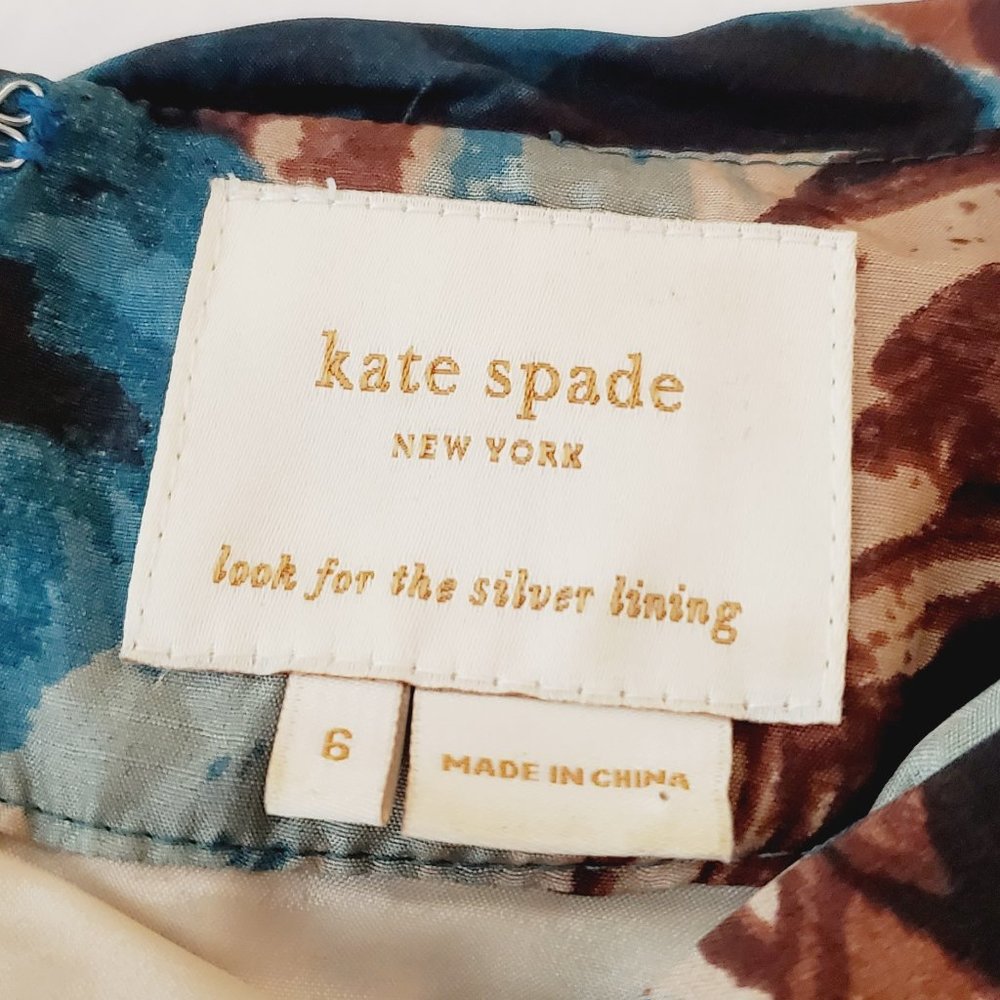 kate spade
NEW YORK
look for the silver lining
6
MADE IN CHINA